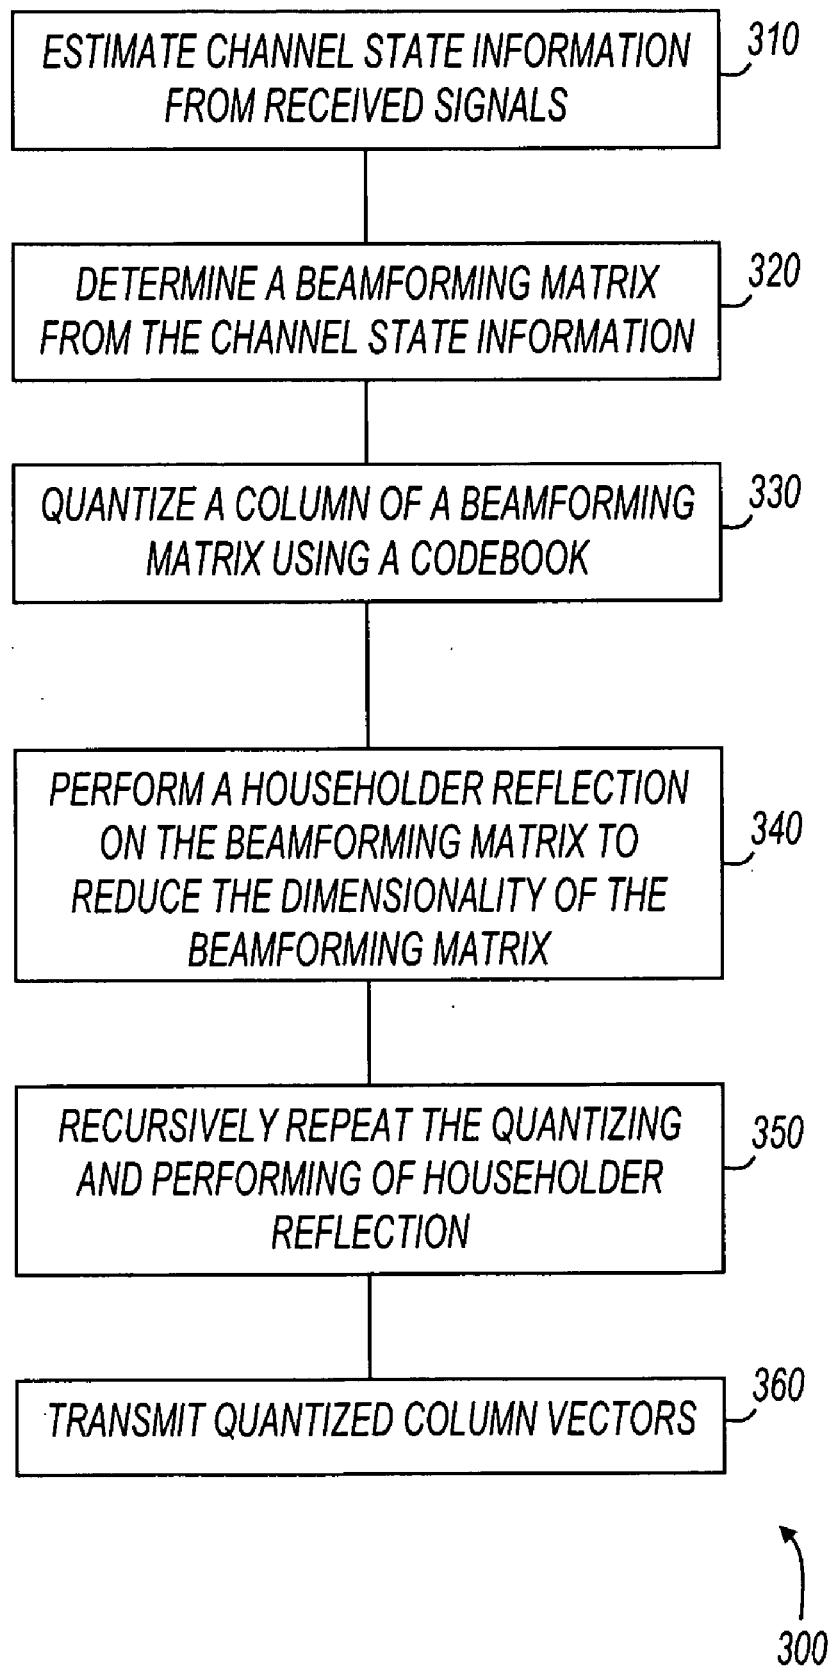 ESTIMATE CHANNEL STATE INFORMATION
FROM RECEIVED SIGNALS
310
DETERMINE A BEAMFORMING MATRIX
FROM THE CHANNEL STATE INFORMATION
320
QUANTIZE A COLUMN OF A BEAMFORMING
MATRIX USING A CODEBOOK
330
PERFORM A HOUSEHOLDER REFLECTION
ON THE BEAMFORMING MATRIX TO
REDUCE THE DIMENSIONALITY OF THE
BEAMFORMING MATRIX
340
RECURSIVELY REPEAT THE QUANTIZING
AND PERFORMING OF HOUSEHOLDER
REFLECTION
350
TRANSMIT QUANTIZED COLUMN VECTORS
360
300